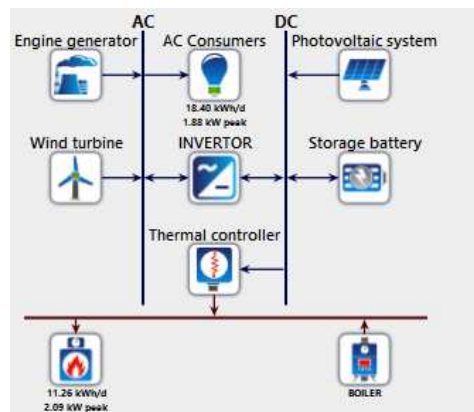 AC DC
Engine generator AC Consumers Photovoltaic system
18.40 kWh/d
1.88 kW peak
Wind turbine INVERTOR Storage battery
Thermal controller
11.26 kWh/d
2.09 kW peak
BOILER